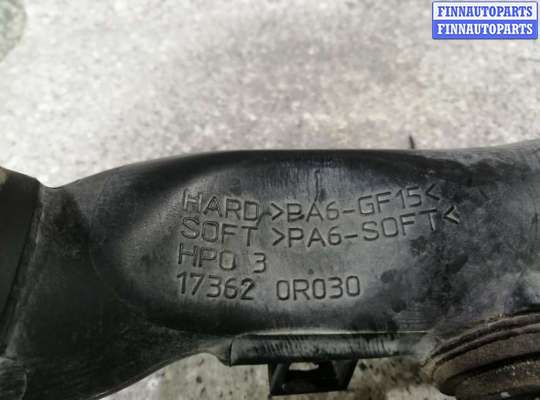 FINNAUTOPARTS
FINNAUTOPARTS
HARD >PA6-GF15<
SOFT >PA6-SOFT<
HPO 3
17362 0R030